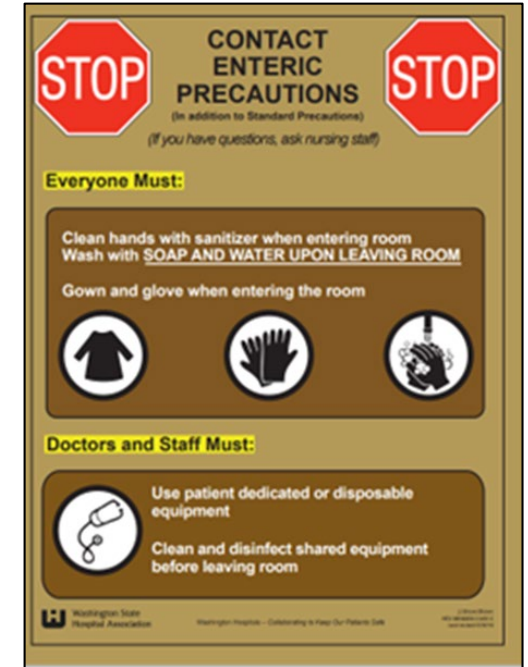 STOP
CONTACT
ENTERIC
PRECAUTIONS
STOP
(In addition to Standard Precautions)
(If you have questions, ask nursing staff)
Everyone Must:
Clean hands with sanitizer when entering room
Wash with SOAP AND WATER UPON LEAVING ROOM
Gown and glove when entering the room
Doctors and Staff Must:
Use patient dedicated or disposable
equipment
Clean and disinfect shared equipment
before leaving room
Washington State
Hospital Association
Washington Hospitals – Collaborating to Keep Our Patients Safe